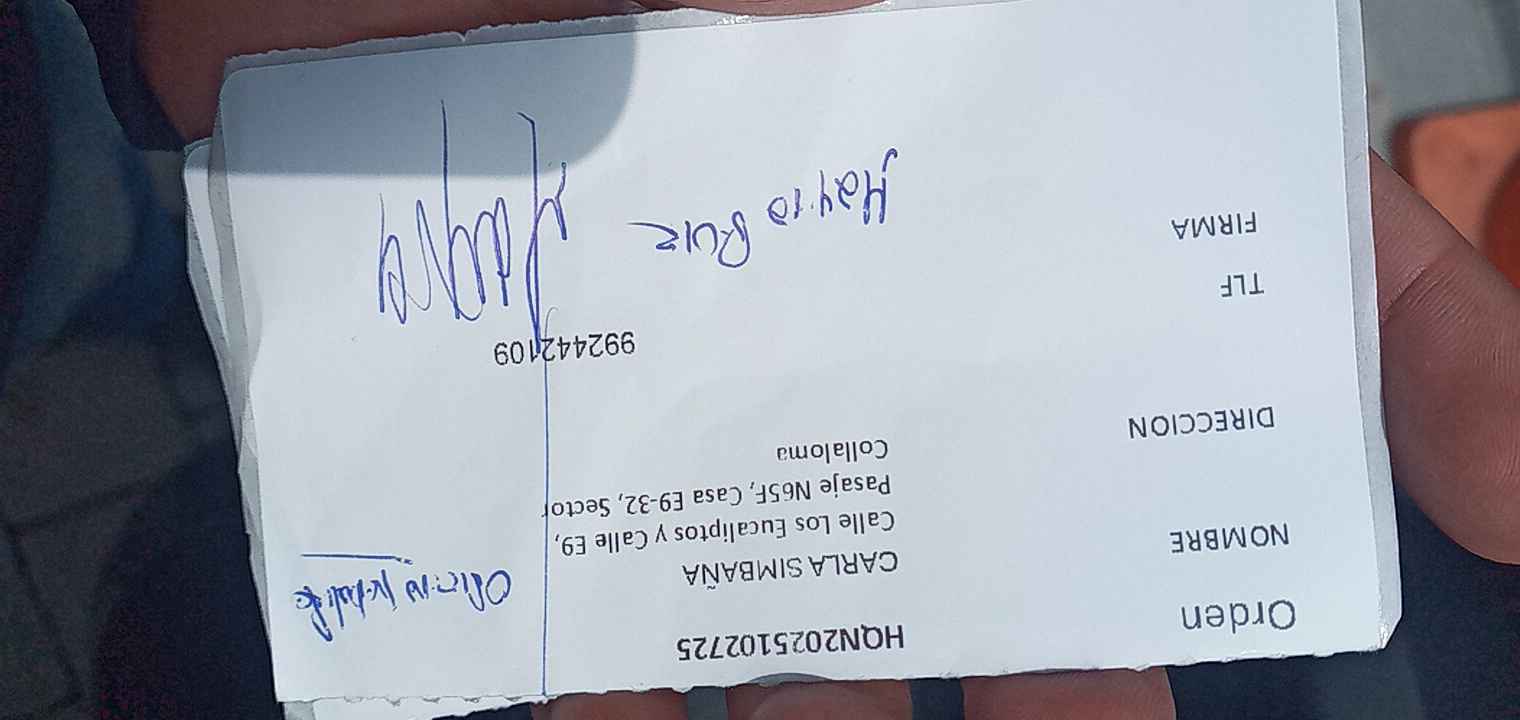 Orden HQN2025102725
NOMBRE CARLA SIMBAÑA
DIRECCION Calle Los Eucaliptos y Calle E9,
Pasaje N65F, Casa E9-32, Sector
Collaloma
TLF 992442109
FIRMA Ruiz